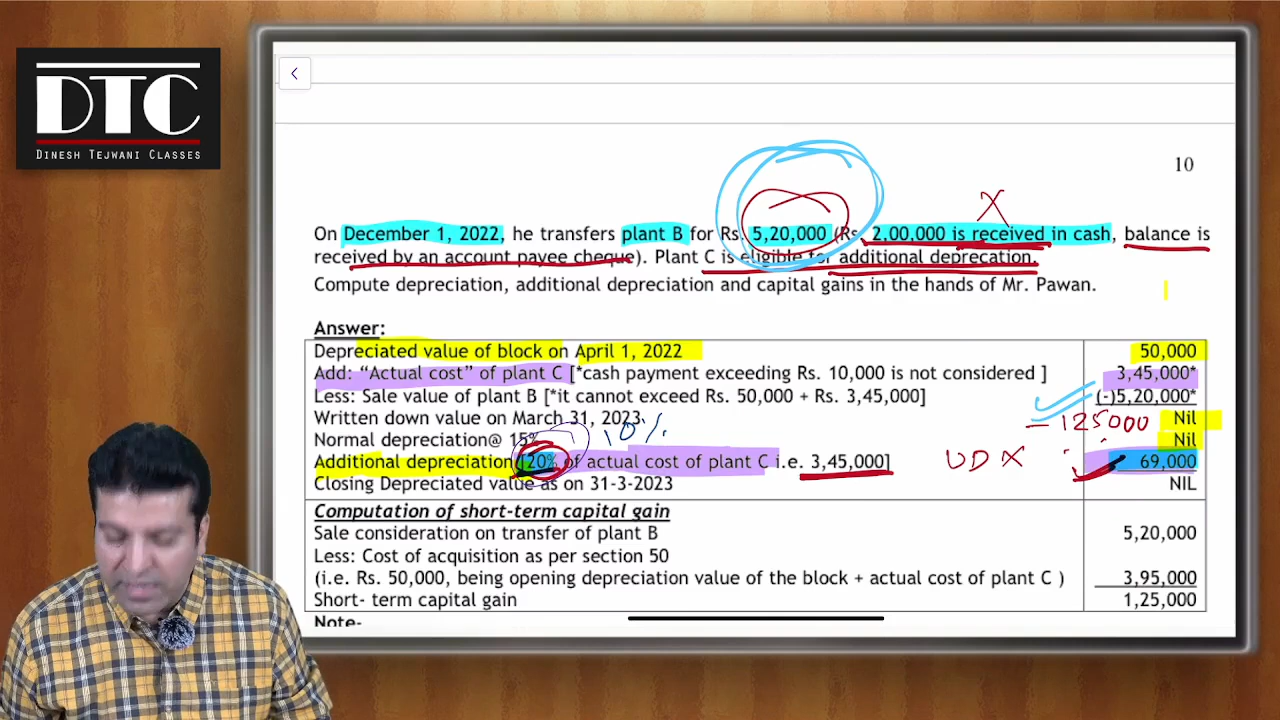 DTC
DINESH TEJWANI CLASSES
10
X
On December 1, 2022, he transfers plant B for Rs. 5,20,000 (Rs. 2,00,000 is received in cash, balance is
received by an account payee cheque). Plant C is eligible for additional deprecation.
Compute depreciation, additional depreciation and capital gains in the hands of Mr. Pawan.
Answer:
Depreciated value of block on April 1, 2022 50,000
Add: “Actual cost” of plant C [*cash payment exceeding Rs. 10,000 is not considered ] 3,45,000*
Less: Sale value of plant B [*it cannot exceed Rs. 50,000 + Rs. 3,45,000] (-)5,20,000*
Written down value on March 31, 2023 - 125000 Nil
Normal depreciation@ 15% 10% Nil
Additional depreciation [20% of actual cost of plant C i.e. 3,45,000] UD X 69,000
Closing Depreciated value as on 31-3-2023 NIL
Computation of short-term capital gain
Sale consideration on transfer of plant B 5,20,000
Less: Cost of acquisition as per section 50
(i.e. Rs. 50,000, being opening depreciation value of the block + actual cost of plant C ) 3,95,000
Short- term capital gain 1,25,000
Note-